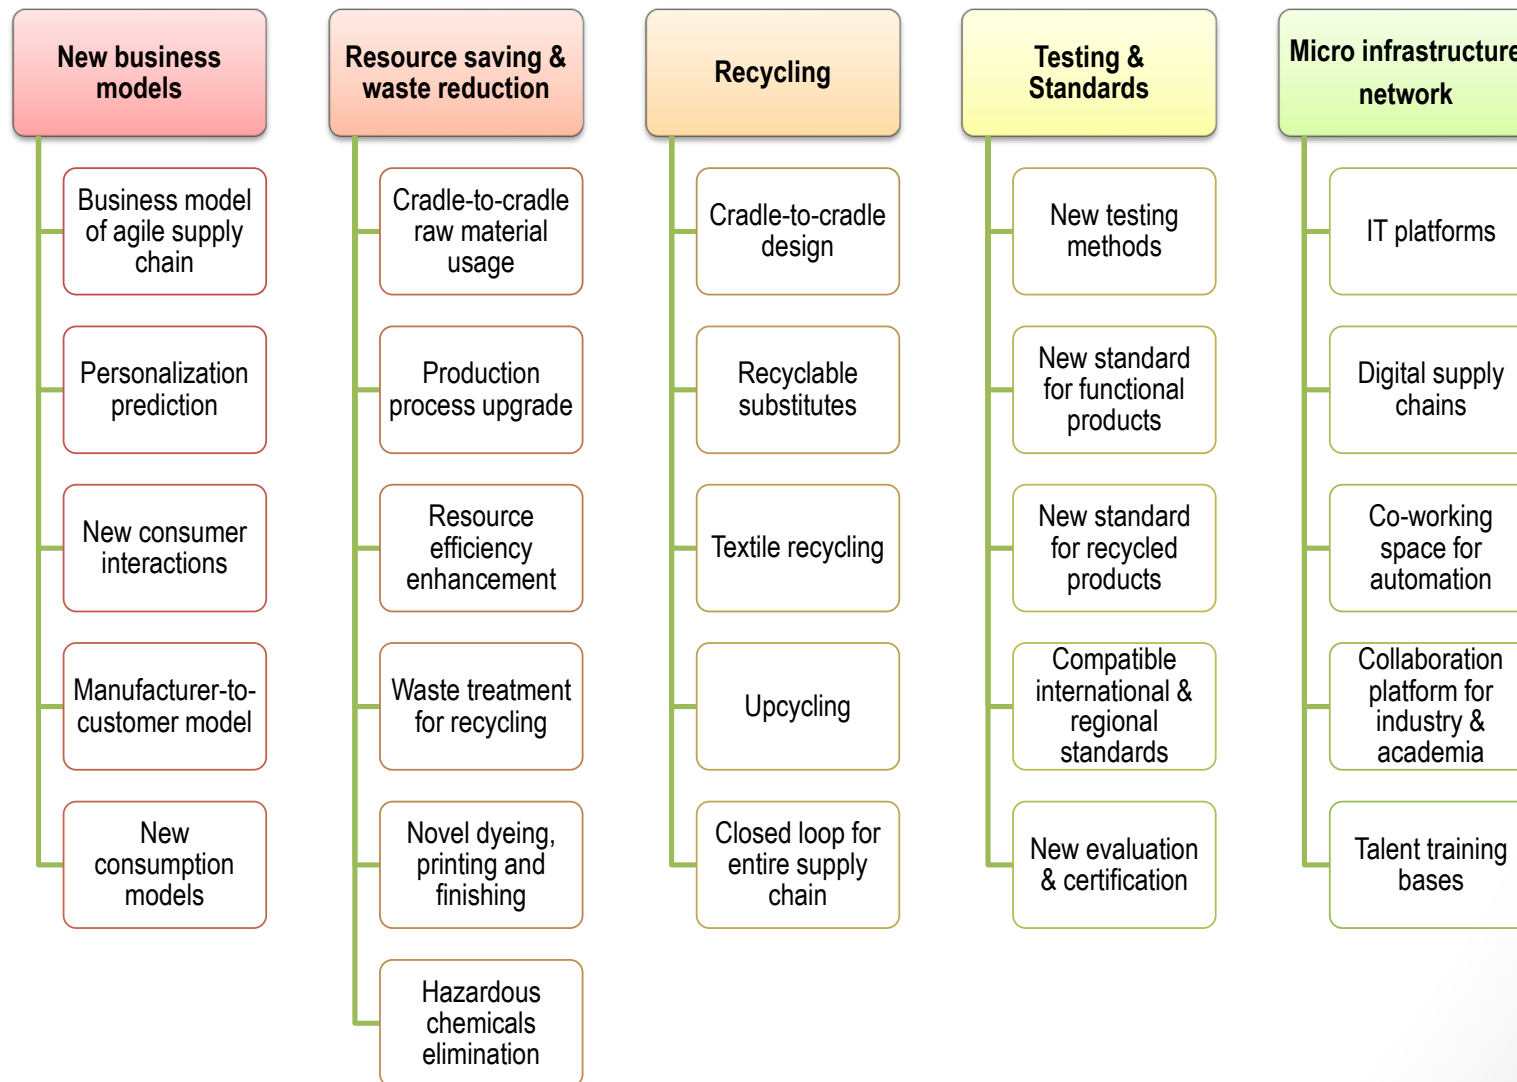 New business
models
Business model
of agile supply
chain
Personalization
prediction
New consumer
interactions
Manufacturer-to-
customer model
New
consumption
models
Resource saving &
waste reduction
Cradle-to-cradle
raw material
usage
Production
process upgrade
Resource
efficiency
enhancement
Waste treatment
for recycling
Novel dyeing,
printing and
finishing
Hazardous
chemicals
elimination
Recycling
Cradle-to-cradle
design
Recyclable
substitutes
Textile recycling
Upcycling
Closed loop for
entire supply
chain
Testing &
Standards
New testing
methods
New standard
for functional
products
New standard
for recycled
products
Compatible
international &
regional
standards
New evaluation
& certification
Micro infrastructure
network
IT platforms
Digital supply
chains
Co-working
space for
automation
Collaboration
platform for
industry &
academia
Talent training
bases